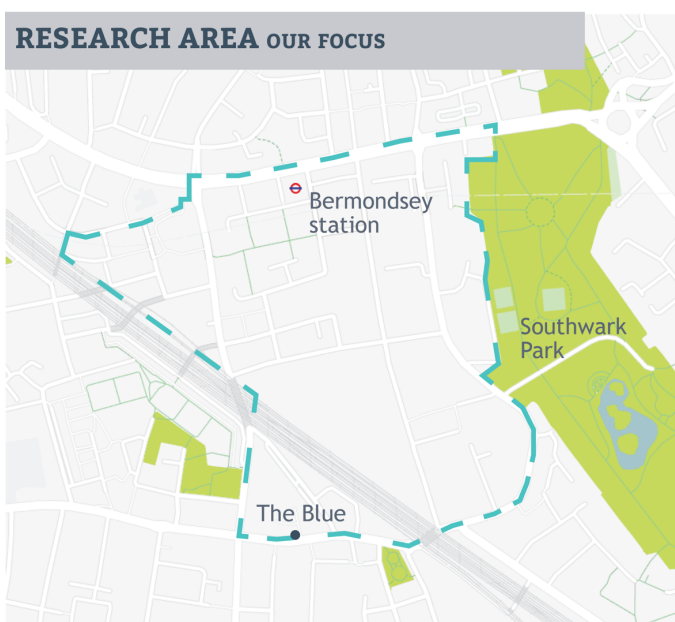 RESEARCH AREA OUR FOCUS
Bermondsey
station
Southwark
Park
The Blue